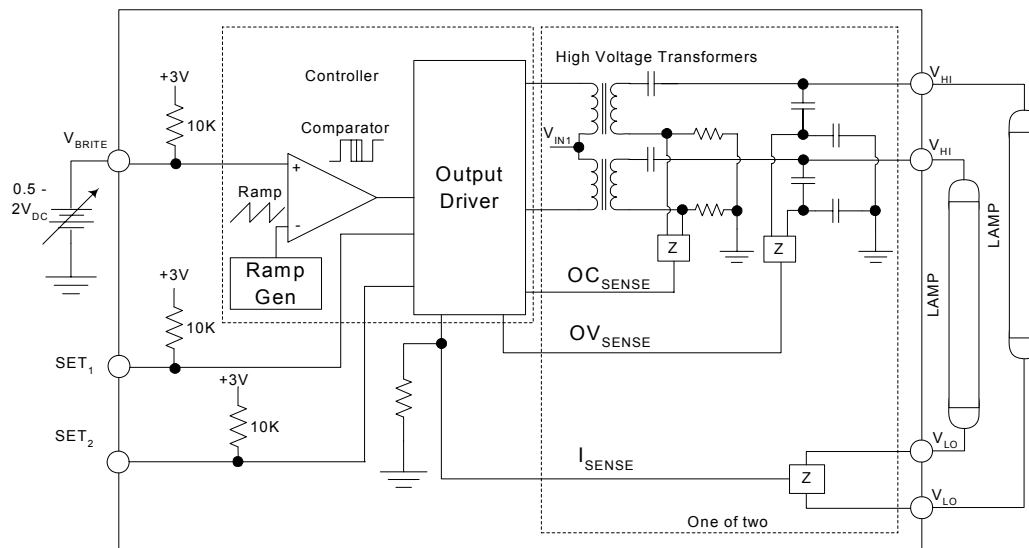 High Voltage Transformers
+3V
Controller
V_HI
10K
Comparator
V_BRITE
V_IN1
V_HI
+
Output
Driver
0.5 -
2V_DC
Ramp
-
Z
Z
LAMP
LAMP
+3V
Ramp
Gen
OC_SENSE
10K
OV_SENSE
SET_1
+3V
10K
SET_2
V_LO
I_SENSE
Z
V_LO
One of two